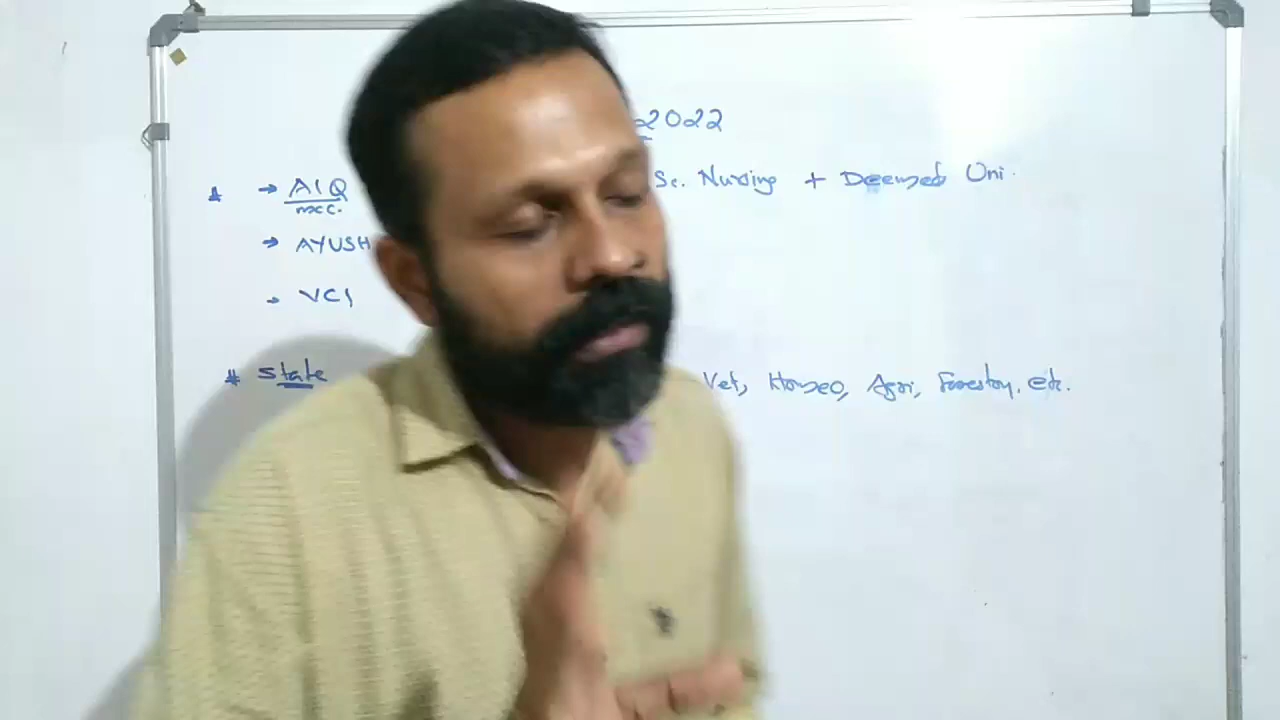 2022
→ AIQ Sc. Nursing + Deemed Uni.
mcc.
→ AYUSH
→ VCI
# State Vet, Homeo, Agri, Forestry. etc.